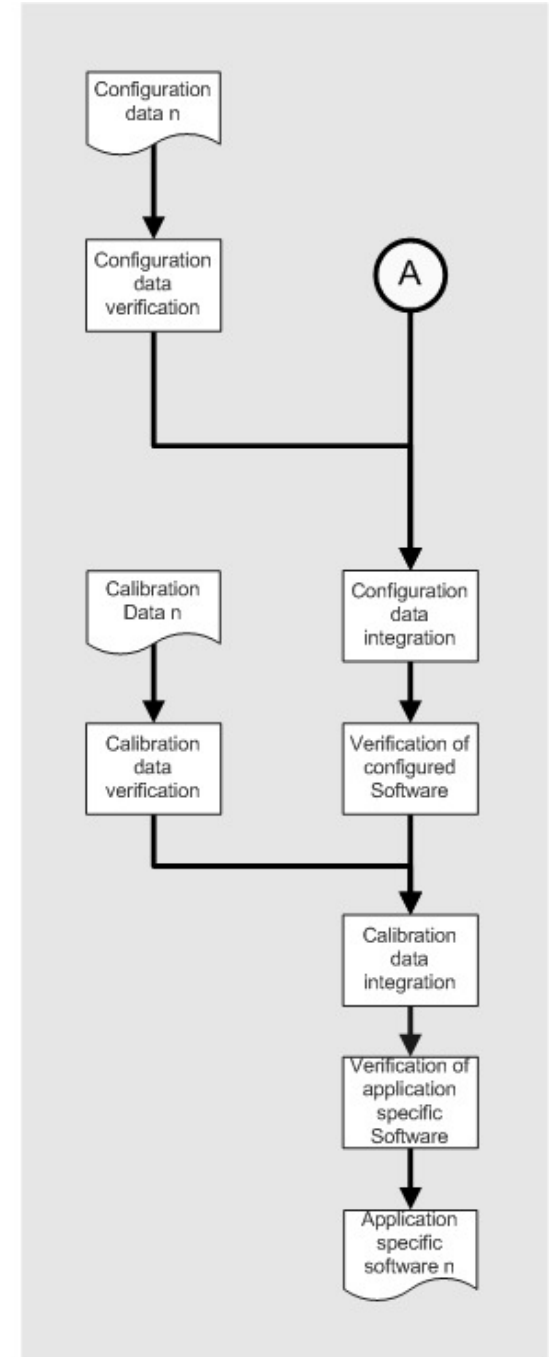 Configuration
data n
Configuration
data
verification
A
Calibration
Data n
Configuration
data
integration
Calibration
data
verification
Verification of
configured
Software
Calibration
data
integration
Verification of
application
specific
Software
Application
specific
software n